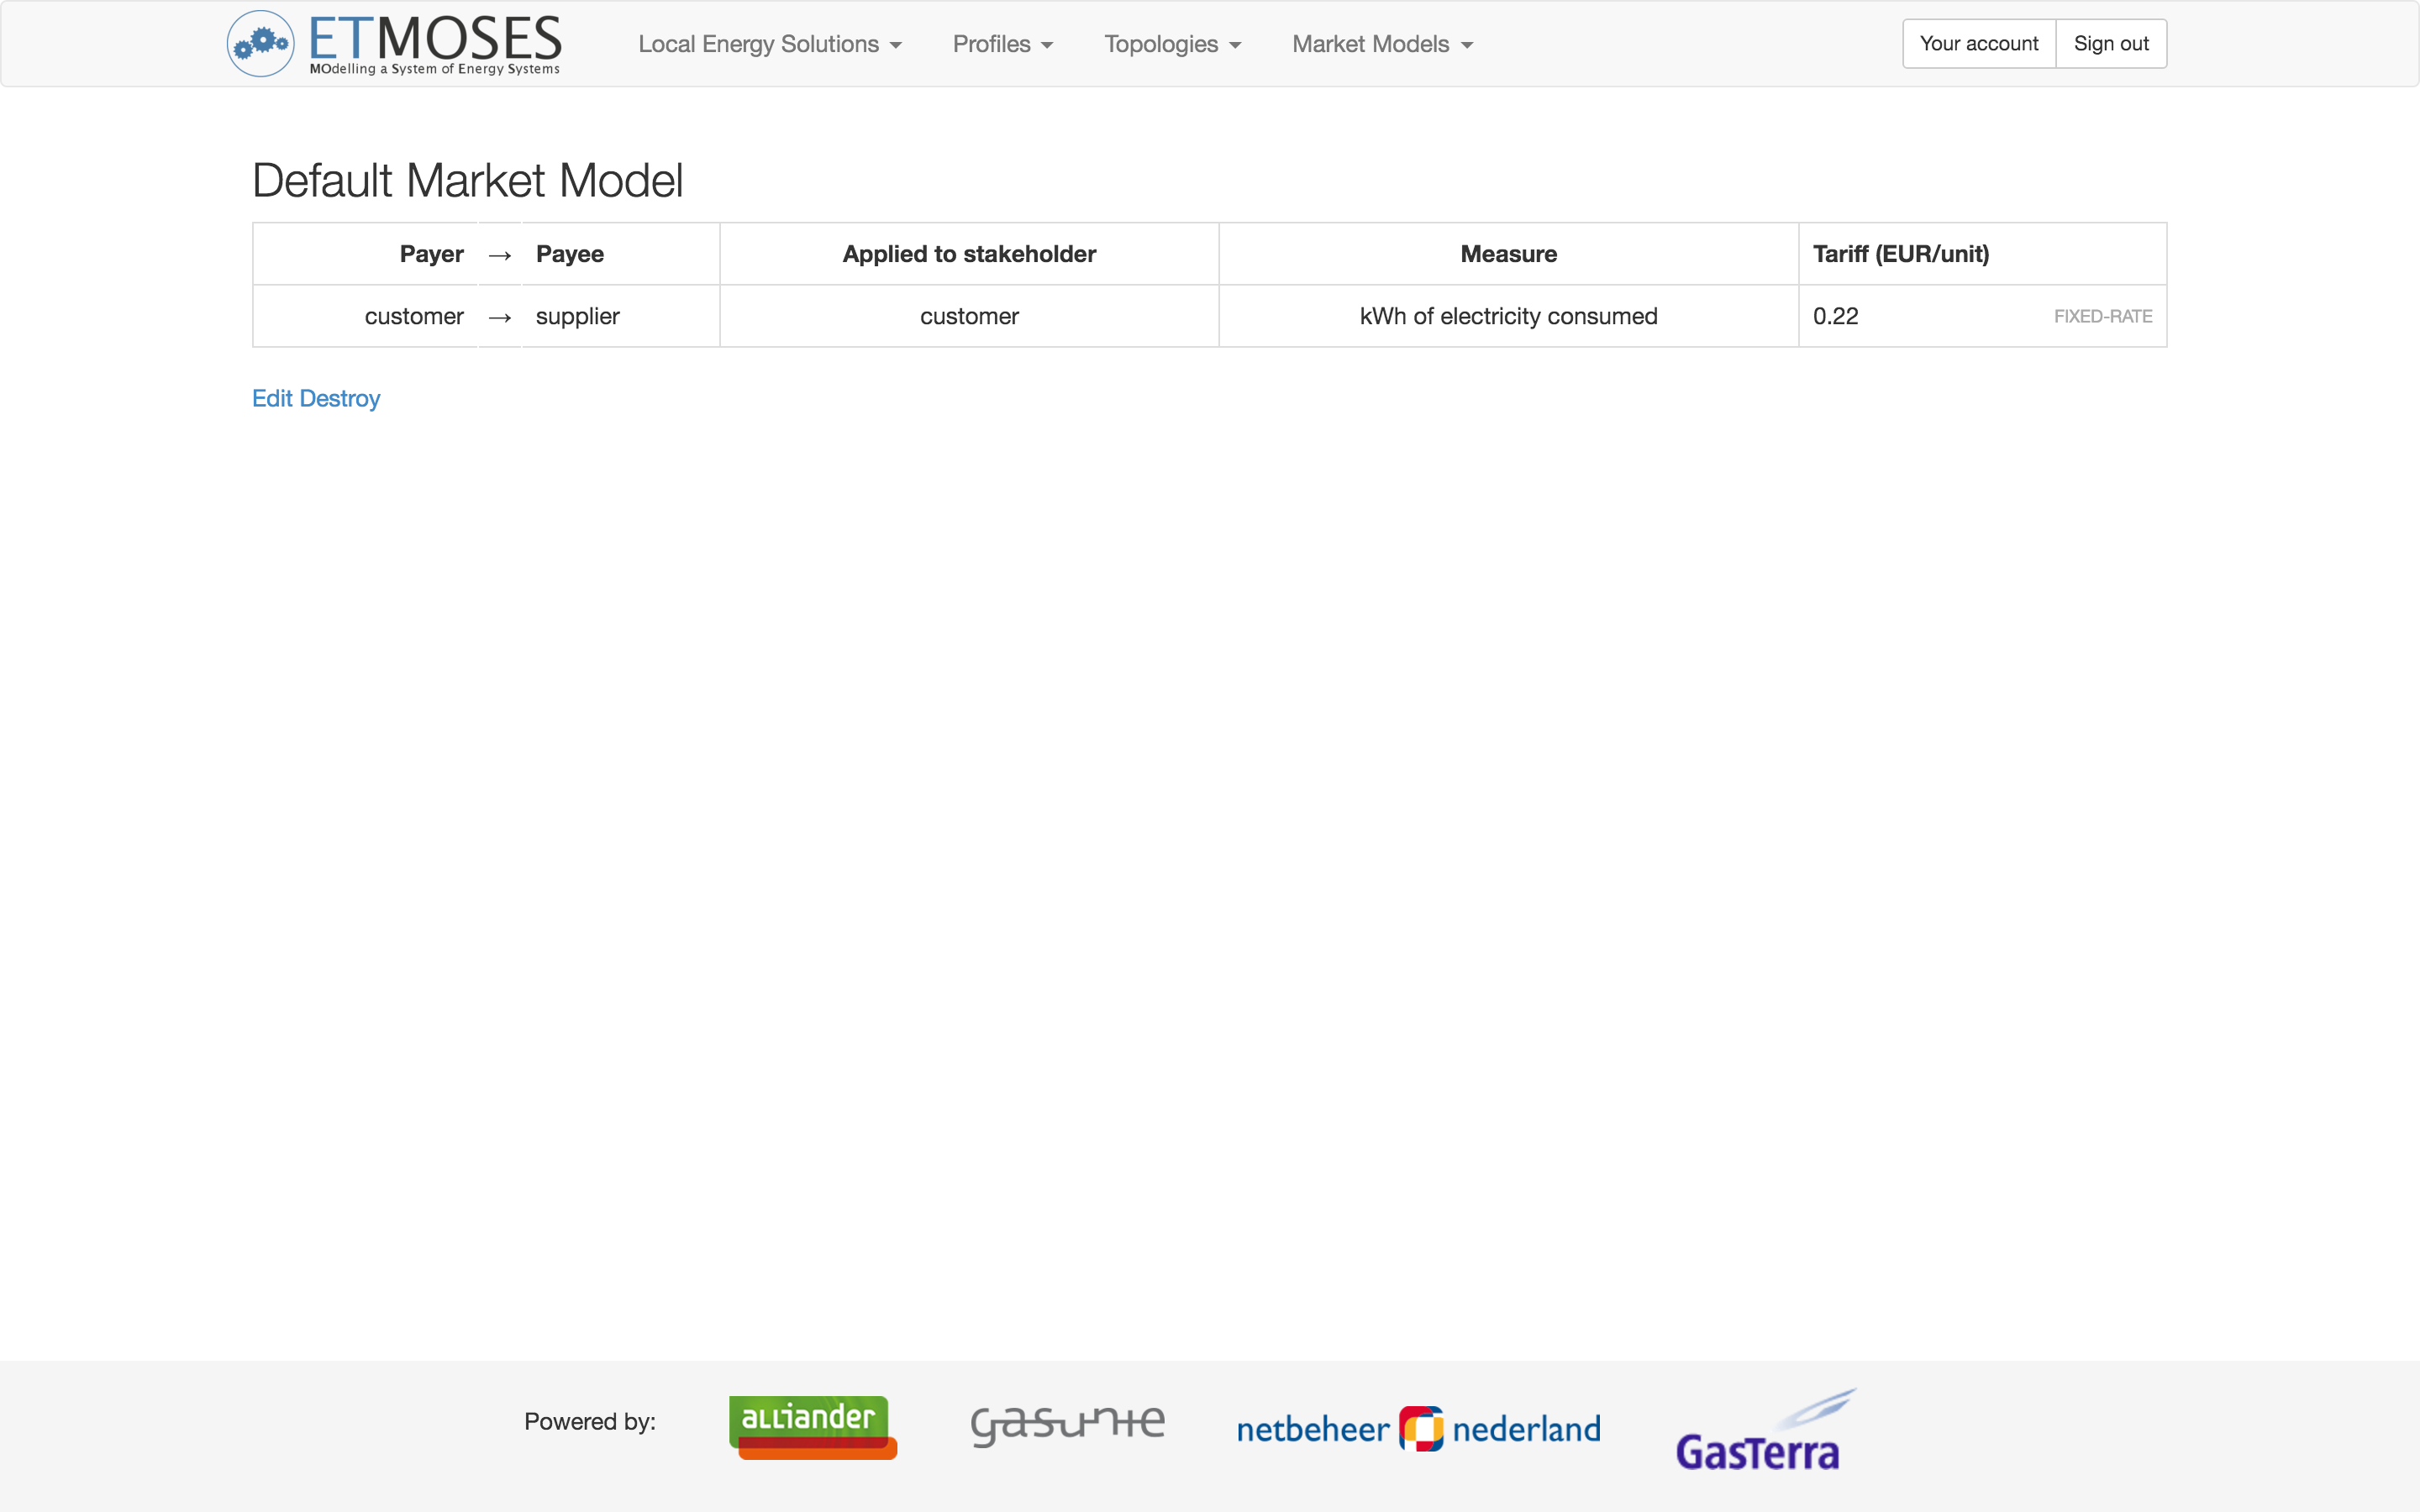 ETMOSES
MOdelling a System of Energy Systems
Local Energy Solutions
Profiles
Topologies
Market Models
Your account
Sign out
Default Market Model
Payer → Payee Applied to stakeholder Measure Tariff (EUR/unit)
customer → supplier customer kWh of electricity consumed 0.22 FIXED-RATE
Edit Destroy
Powered by:
alliander
gasunie
netbeheer nederland
GasTerra